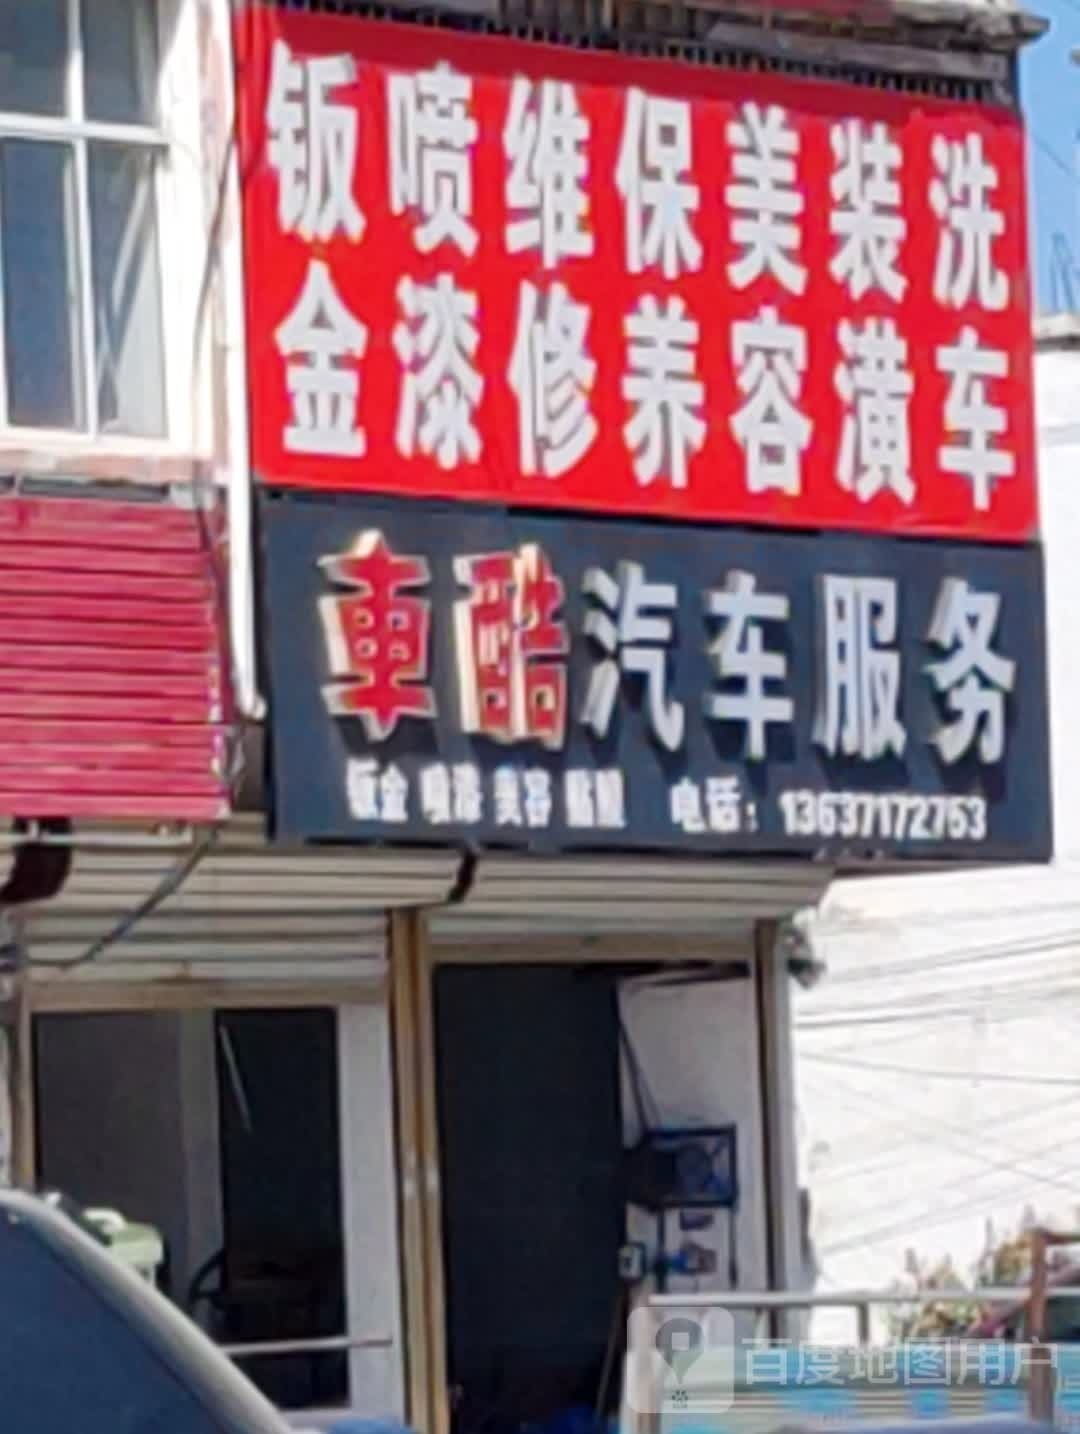 钣金 喷漆 维修 保养 美容 装潢 洗车
車酷汽车服务
钣金 喷漆 美容 贴膜 电话：13637172753
百度地图用户